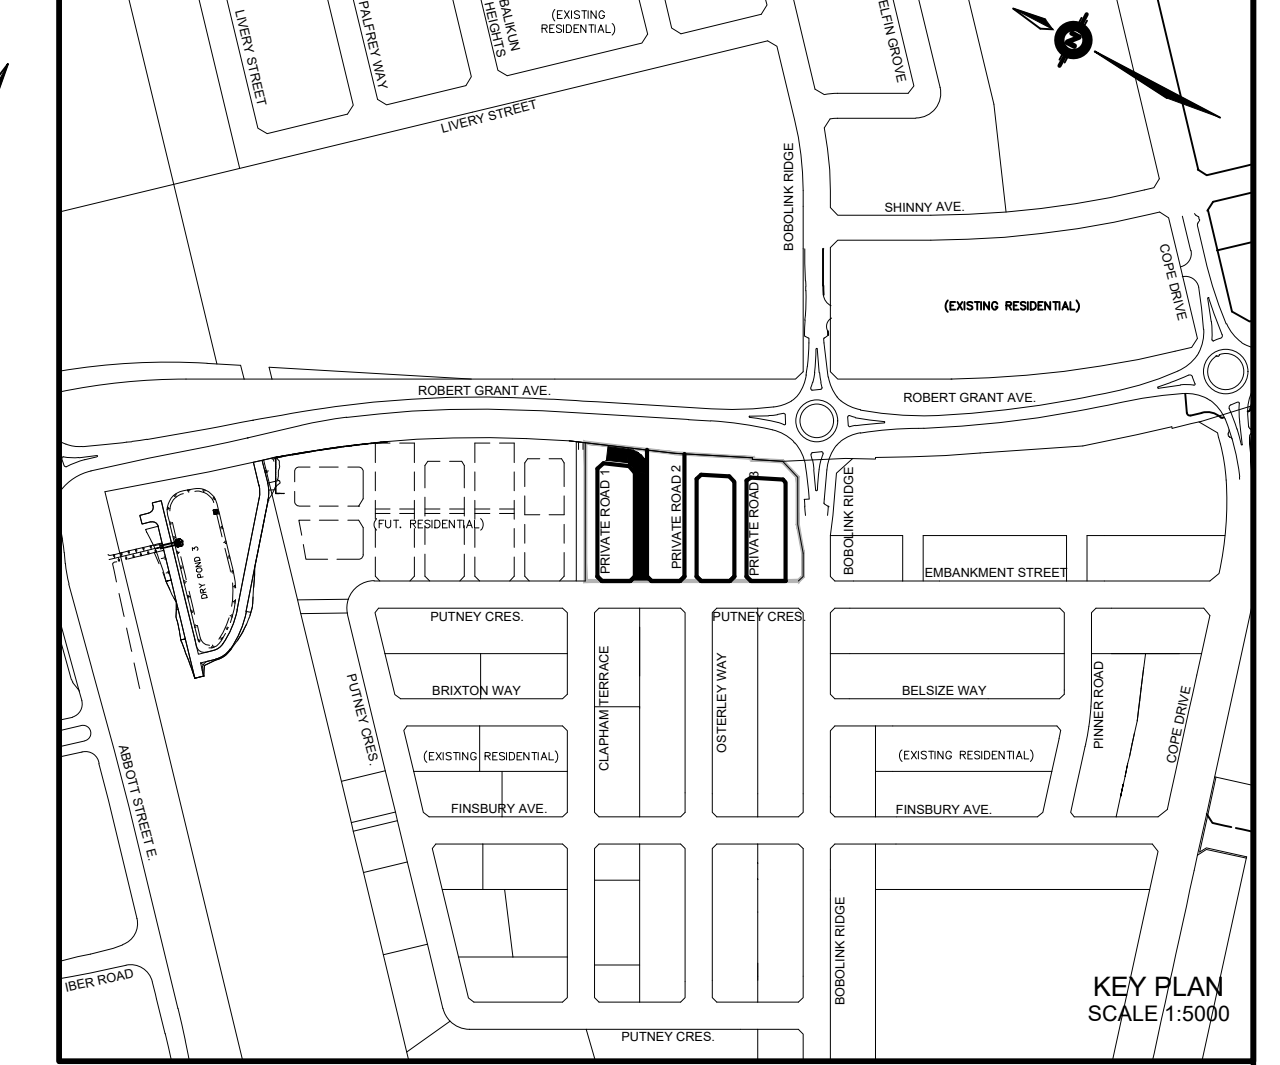 LIVERY STREET
PALFREY WAY
BALIKUN
HEIGHTS
(EXISTING
RESIDENTIAL)
ELFIN GROVE
N
LIVERY STREET
BOBOLINK RIDGE
SHINNY AVE.
COPE DRIVE
(EXISTING RESIDENTIAL)
ROBERT GRANT AVE.
ROBERT GRANT AVE.
PRIVATE ROAD 1
PRIVATE ROAD 2
PRIVATE ROAD 3
BOBOLINK RIDGE
(FUT. RESIDENTIAL)
DRY POND 3
EMBANKMENT STREET
PUTNEY CRES.
PUTNEY CRES.
CLAPHAM TERRACE
OSTERLEY WAY
PUTNEY CRES.
BRIXTON WAY
BELSIZE WAY
PINNER ROAD
COPE DRIVE
ABBOTT STREET E.
(EXISTING RESIDENTIAL)
(EXISTING RESIDENTIAL)
FINSBURY AVE.
FINSBURY AVE.
BOBOLINK RIDGE
IBER ROAD
KEY PLAN
SCALE 1:5000
PUTNEY CRES.